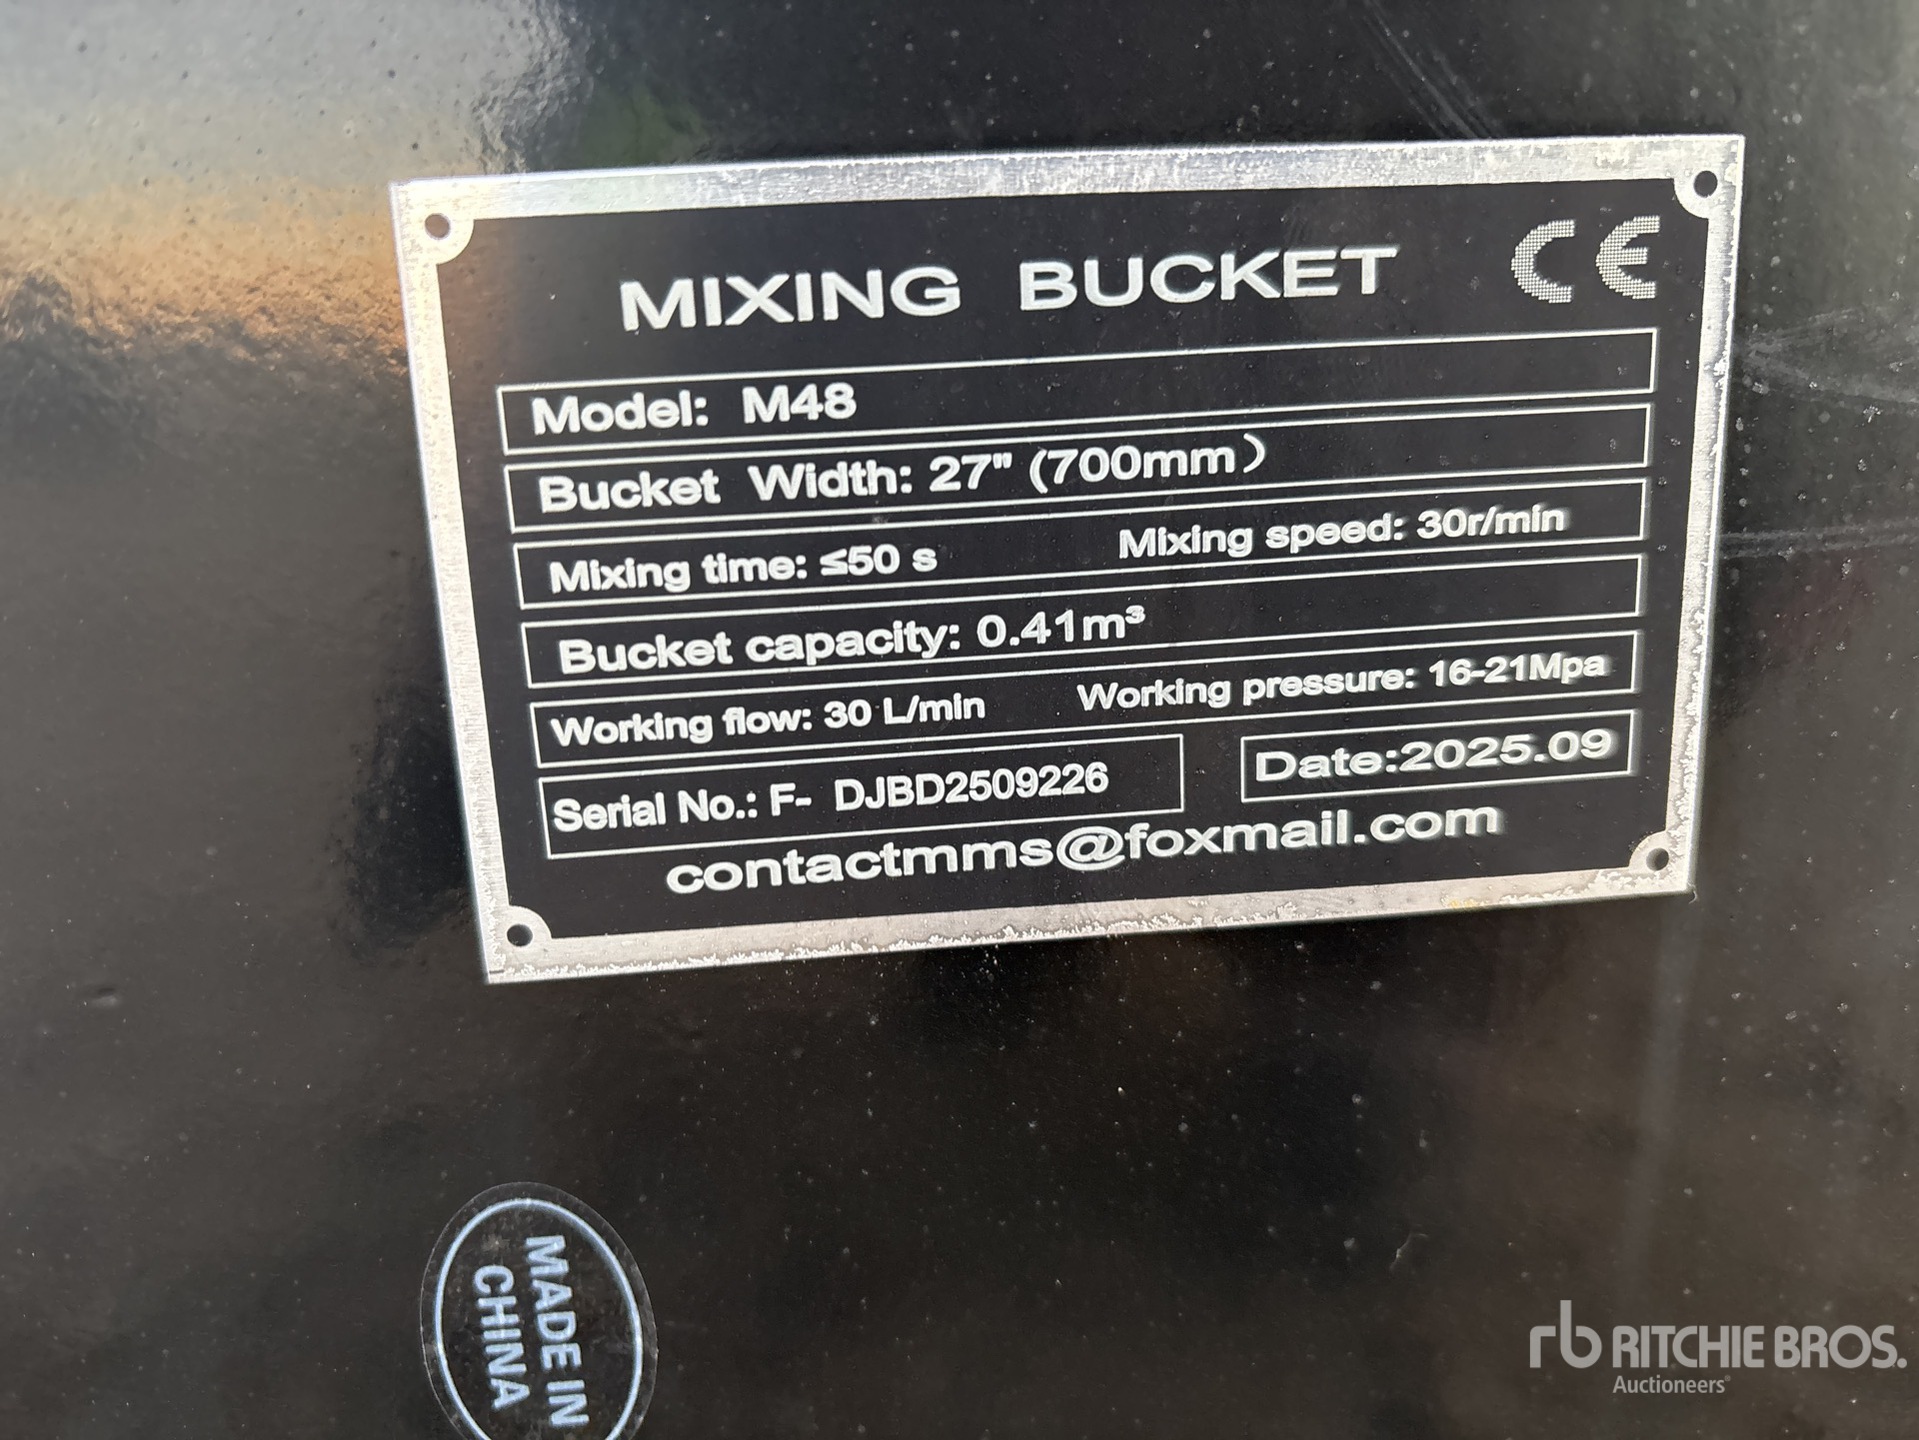 MIXING BUCKET CE
Model: M48
Bucket Width: 27" (700mm）
Mixing time: ≤50 s Mixing speed: 30r/min
Bucket capacity: 0.41m³
Working flow: 30 L/min Working pressure: 16-21Mpa
Serial No.: F- DJBD2509226 Date:2025.09
contactmms@foxmail.com
MADE IN
CHINA
rb RITCHIE BROS.
Auctioneers